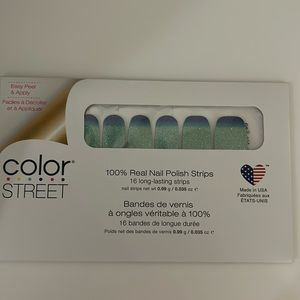 Easy Peel
& Apply
Faciles à Décoller
et à Appliquer
color®
STREET
100% Real Nail Polish Strips
16 long-lasting strips
nail strips net wt 0.99 g / 0.035 oz e
Bandes de vernis
à ongles véritable à 100%
16 bandes de longue durée
Poids net des bandes de vernis 0.99 g / 0.035 oz e
™
Made in USA
Fabriquées aux
ÉTATS-UNIS